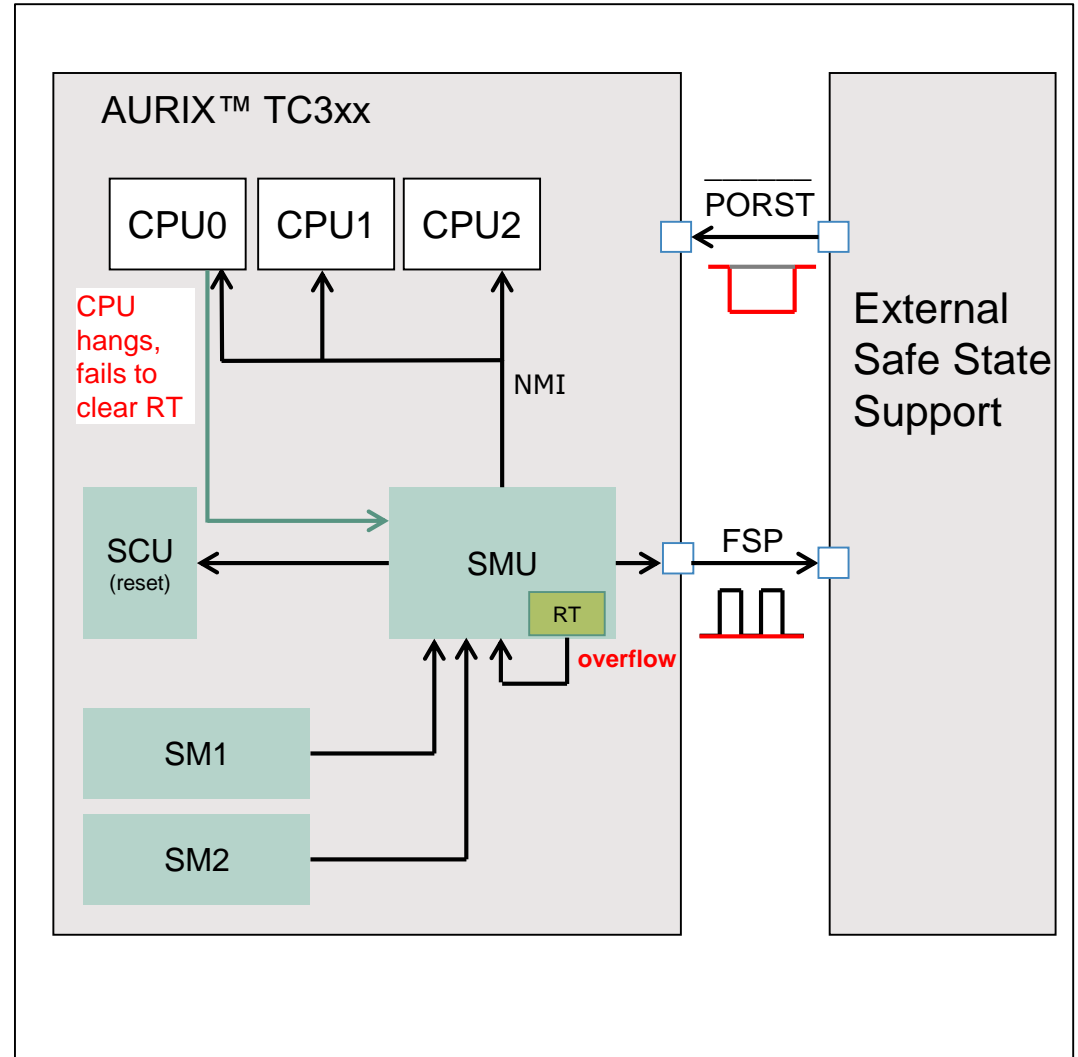 AURIX™ TC3xx
CPU0
CPU1
CPU2
CPU
hangs,
fails to
clear RT
NMI
SCU
(reset)
SMU
RT
overflow
SM1
SM2
PORST
FSP
External
Safe State
Support